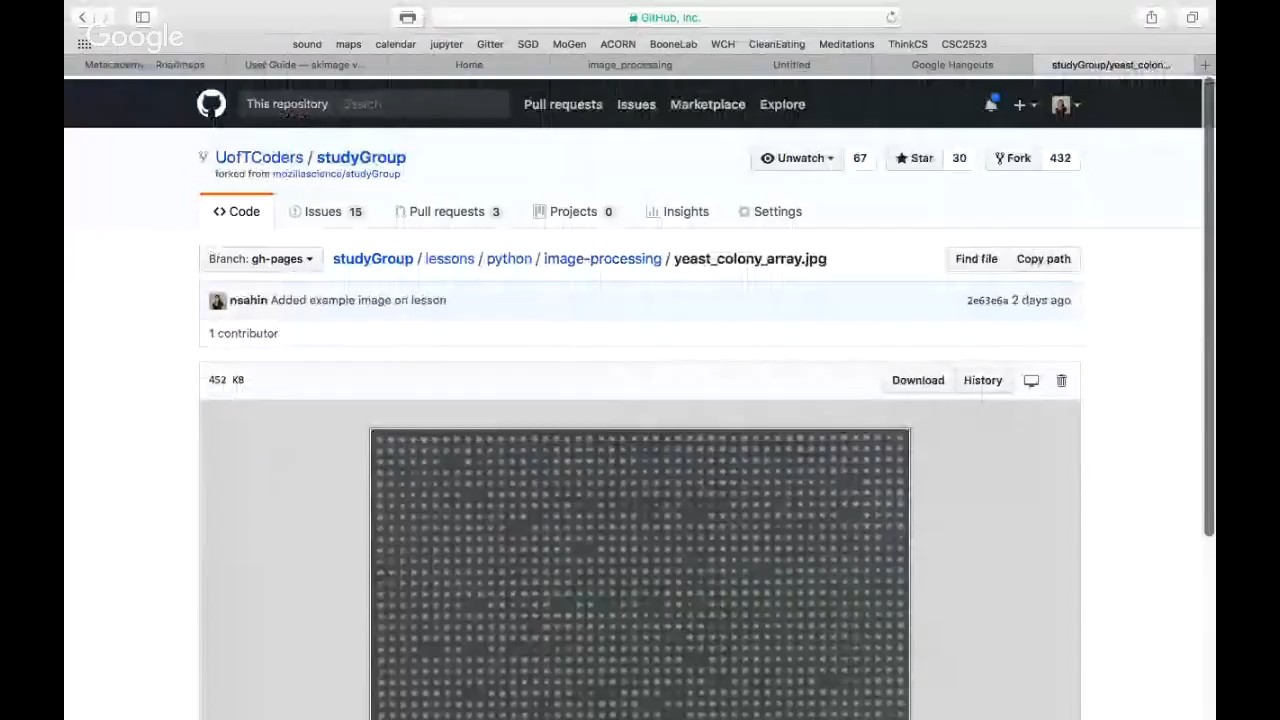 GitHub, Inc.
Google
sound maps calendar jupyter Gitter SGD MoGen ACORN BooneLab WCH CleanEating Meditations ThinkCS CSC2523
Metacadem... Roadmaps User Guide — skimage v... Home image_processing Untitled Google Hangouts studyGroup/yeast_colon...
This repository Search Pull requests Issues Marketplace Explore
UofTCoders / studyGroup Unwatch 67 Star 30 Fork 432
forked from mozillascience/studyGroup
Code Issues 15 Pull requests 3 Projects 0 Insights Settings
Branch: gh-pages studyGroup / lessons / python / image-processing / yeast_colony_array.jpg Find file Copy path
nsahin Added example image on lesson 2e63e6a 2 days ago
1 contributor
452 KB Download History